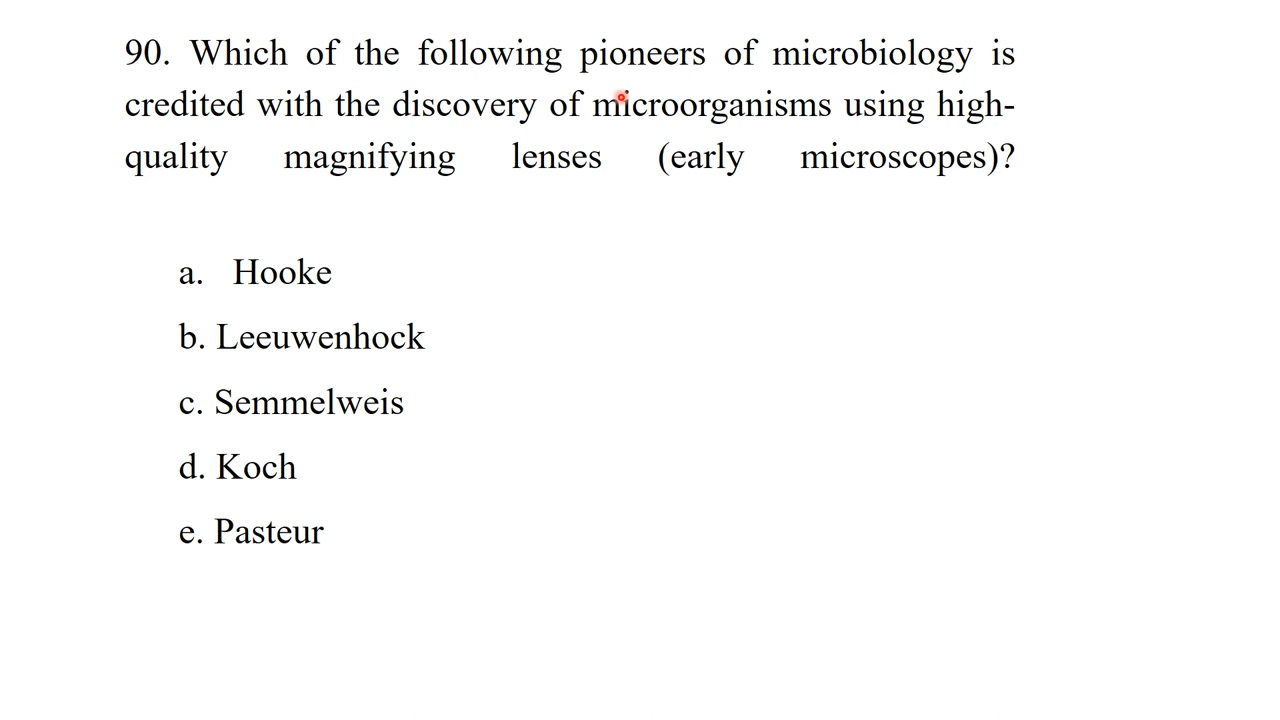 90. Which of the following pioneers of microbiology is
credited with the discovery of microorganisms using high-
quality magnifying lenses (early microscopes)?
a. Hooke
b. Leeuwenhock
c. Semmelweis
d. Koch
e. Pasteur